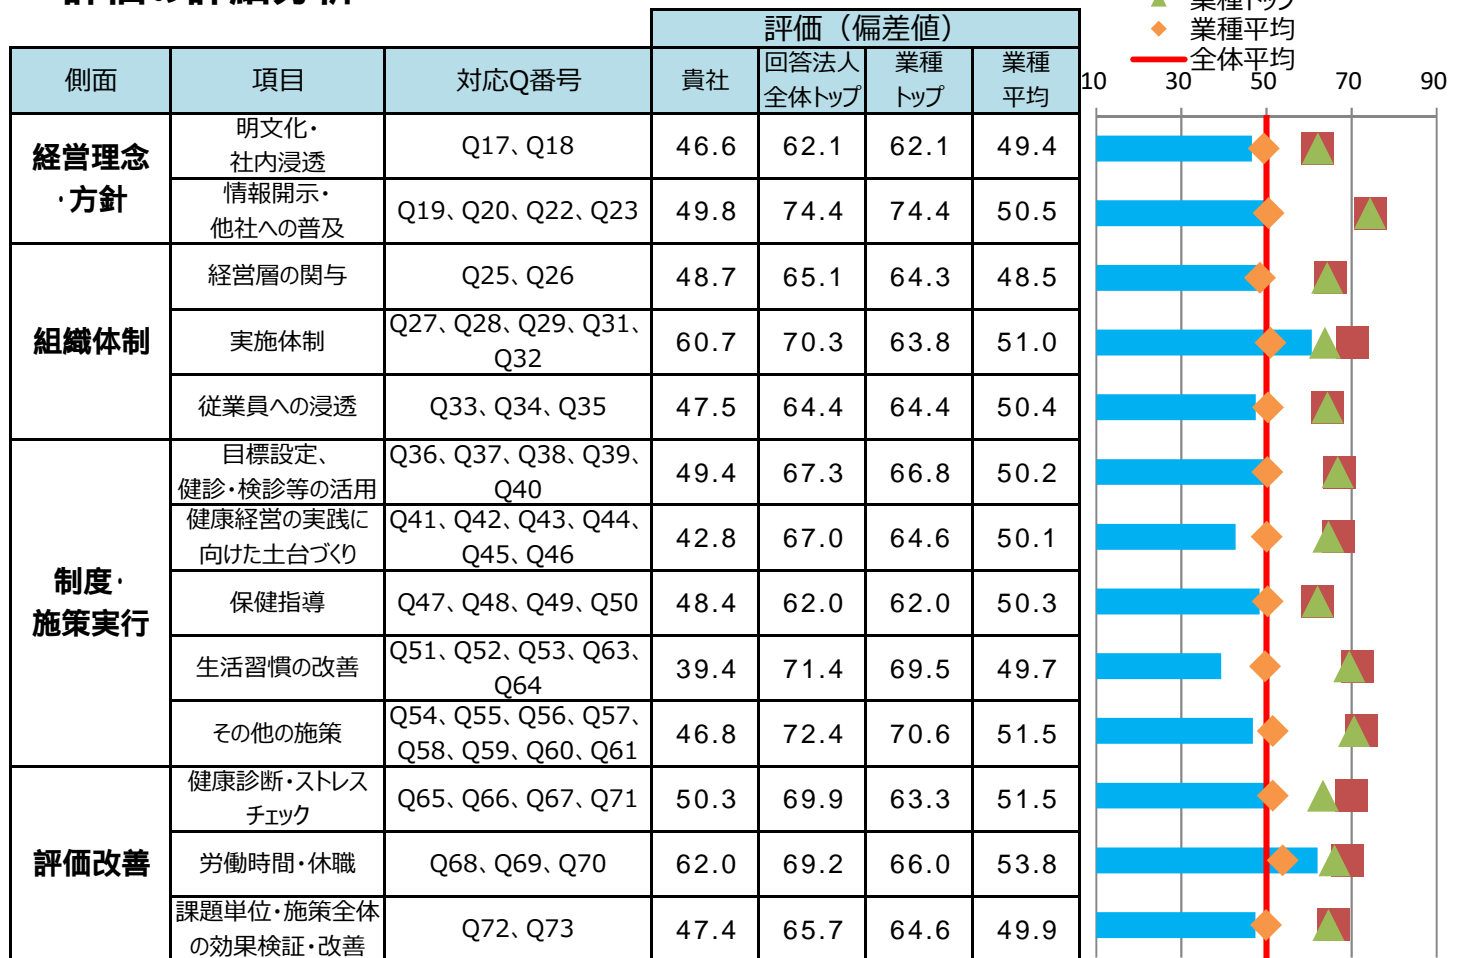 評価の詳細分析
業種トップ
業種平均
全体平均
評価（偏差値）
側面 項目 対応Q番号 貴社 回答法人全体トップ 業種トップ 業種平均
10 30 50 70 90
経営理念・方針
明文化・社内浸透 Q17、Q18 46.6 62.1 62.1 49.4
情報開示・他社への普及 Q19、Q20、Q22、Q23 49.8 74.4 74.4 50.5
組織体制
経営層の関与 Q25、Q26 48.7 65.1 64.3 48.5
実施体制 Q27、Q28、Q29、Q31、Q32 60.7 70.3 63.8 51.0
従業員への浸透 Q33、Q34、Q35 47.5 64.4 64.4 50.4
制度・施策実行
目標設定、健診・検診等の活用 Q36、Q37、Q38、Q39、Q40 49.4 67.3 66.8 50.2
健康経営の実践に向けた土台づくり Q41、Q42、Q43、Q44、Q45、Q46 42.8 67.0 64.6 50.1
保健指導 Q47、Q48、Q49、Q50 48.4 62.0 62.0 50.3
生活習慣の改善 Q51、Q52、Q53、Q63、Q64 39.4 71.4 69.5 49.7
その他の施策 Q54、Q55、Q56、Q57、Q58、Q59、Q60、Q61 46.8 72.4 70.6 51.5
評価改善
健康診断・ストレスチェック Q65、Q66、Q67、Q71 50.3 69.9 63.3 51.5
労働時間・休職 Q68、Q69、Q70 62.0 69.2 66.0 53.8
課題単位・施策全体の効果検証・改善 Q72、Q73 47.4 65.7 64.6 49.9